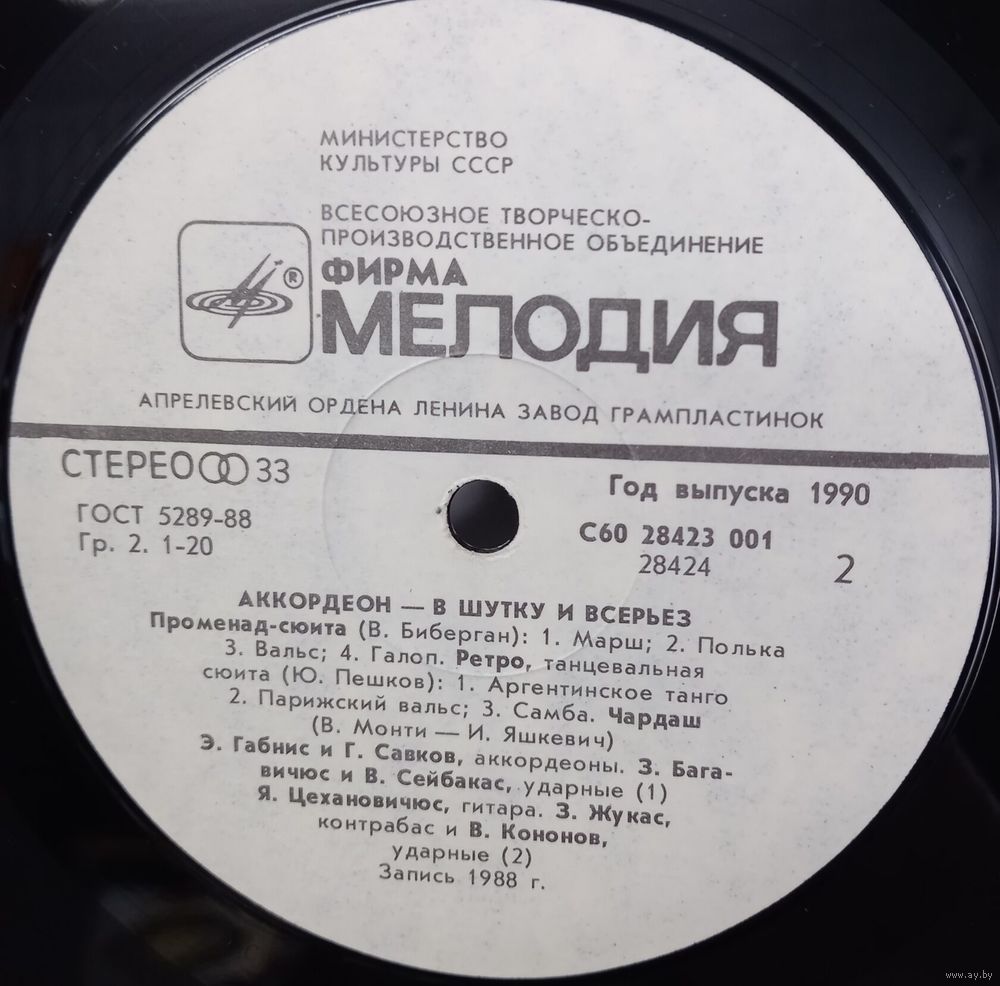 МИНИСТЕРСТВО
КУЛЬТУРЫ СССР
ВСЕСОЮЗНОЕ ТВОРЧЕСКО-
ПРОИЗВОДСТВЕННОЕ ОБЪЕДИНЕНИЕ
ФИРМА
®
МЕЛОДИЯ
АПРЕЛЕВСКИЙ ОРДЕНА ЛЕНИНА ЗАВОД ГРАМПЛАСТИНОК
СТЕРЕО 33
ГОСТ 5289-88
Гр. 2. 1-20
Год выпуска 1990
С60 28423 001
28424
2
АККОРДЕОН — В ШУТКУ И ВСЕРЬЕЗ
Променад-сюита (В. Биберган): 1. Марш; 2. Полька
3. Вальс; 4. Галоп. Ретро, танцевальная
сюита (Ю. Пешков): 1. Аргентинское танго
2. Парижский вальс; 3. Самба. Чардаш
(В. Монти — И. Яшкевич)
Э. Габнис и Г. Савков, аккордеоны. З. Бага-
вичюс и В. Сейбакас, ударные (1)
Я. Цехановичюс, гитара. З. Жукас,
контрабас и В. Кононов,
ударные (2)
Запись 1988 г.
www.ay.by